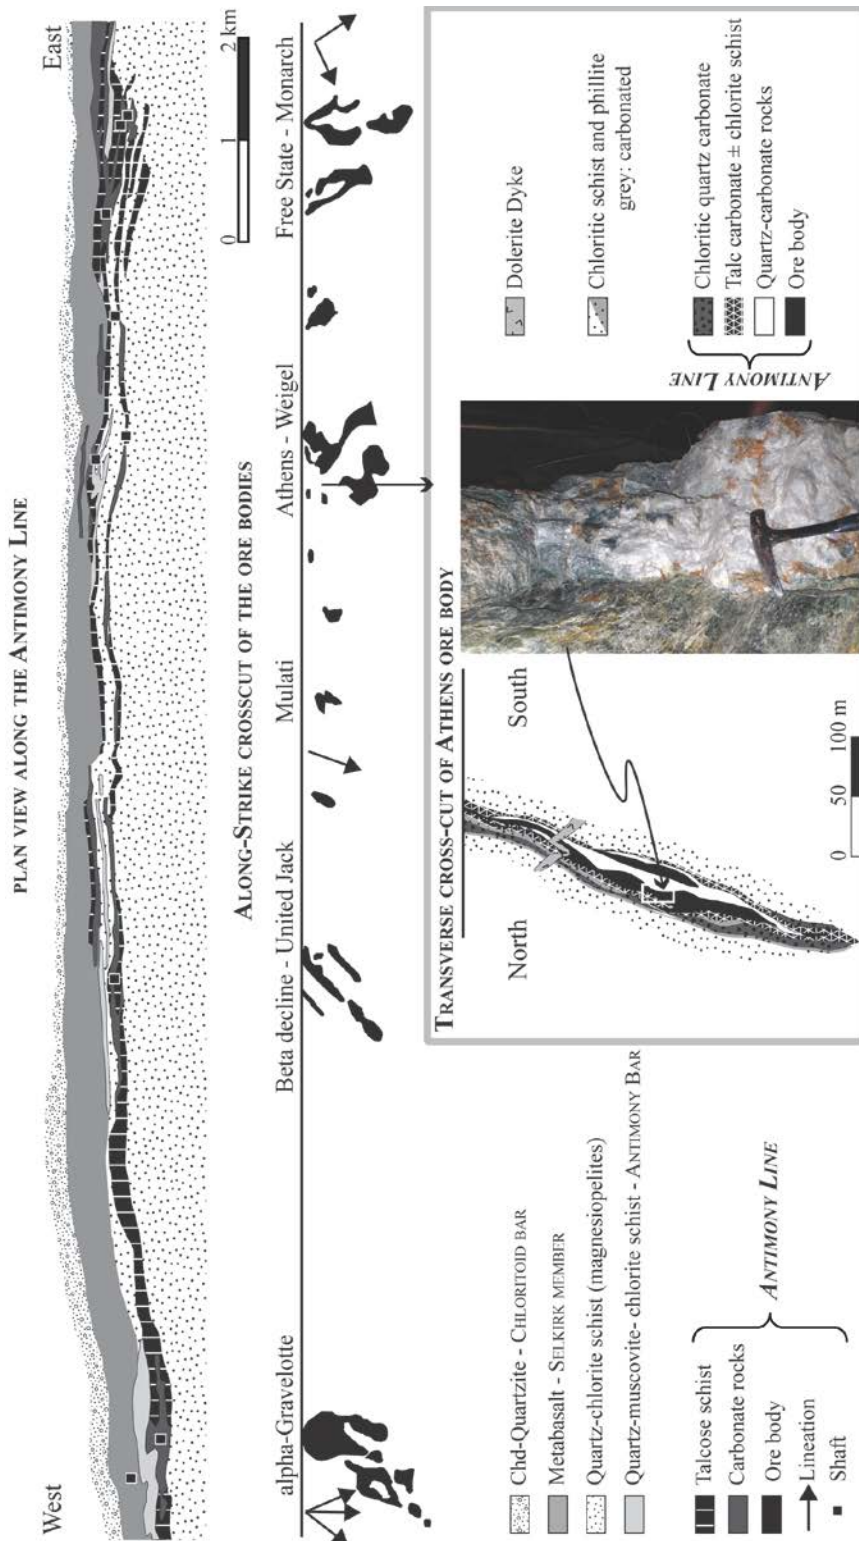 PLAN VIEW ALONG THE ANTIMONY LINE
West
East
0 1 2 km
ALONG-STRIKE CROSSCUT OF THE ORE BODIES
alpha-Gravelotte
Beta decline - United Jack
Mulati
Athens - Weigel
Free State - Monarch
Chd-Quartzite - CHLORITOID BAR
Metabasalt - SELKIRK MEMBER
Quartz-chlorite schist (magnesiopelites)
Quartz-muscovite- chlorite schist - ANTIMONY BAR
Talcose schist
Carbonate rocks
Ore body
Lineation
Shaft
ANTIMONY LINE
TRANSVERSE CROSS-CUT OF ATHENS ORE BODY
North
South
0 50 100 m
Dolerite Dyke
Chloritic schist and phillite
grey: carbonated
ANTIMONY LINE
Chloritic quartz carbonate
Talc carbonate ± chlorite schist
Quartz-carbonate rocks
Ore body